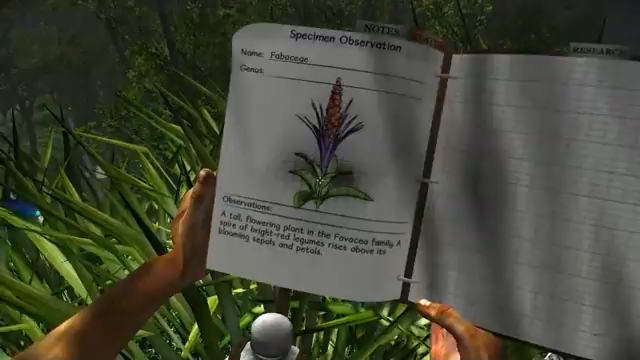 NOTES
RESEARCH
Specimen Observation
Name: Fabaceae
Genus:
Observations:
A tall, flowering plant in the Favacea family. A
spire of bright-red legumes rises above its
blooming sepals and petals.